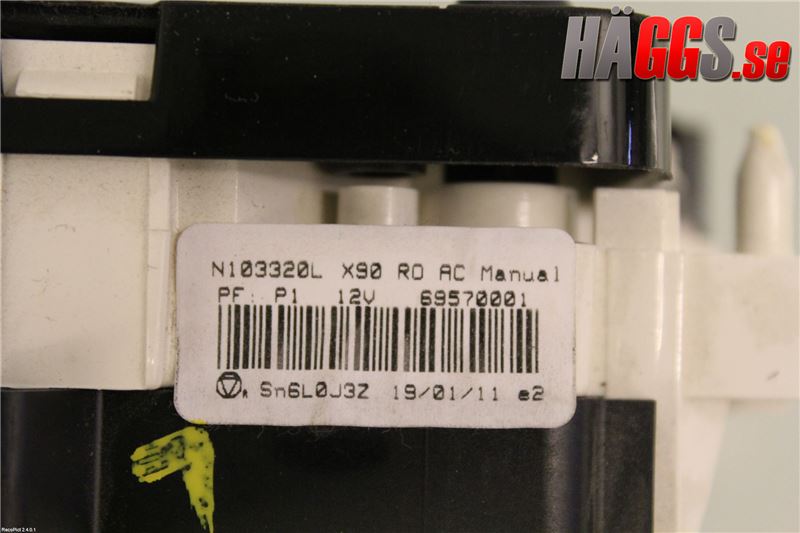 HÄGGS.se
N103320L X90 RO AC Manual
PF: P1 12V 69570001
Sn6L0J3Z 19/01/11 e2
RecoPilot 2.4.0.1